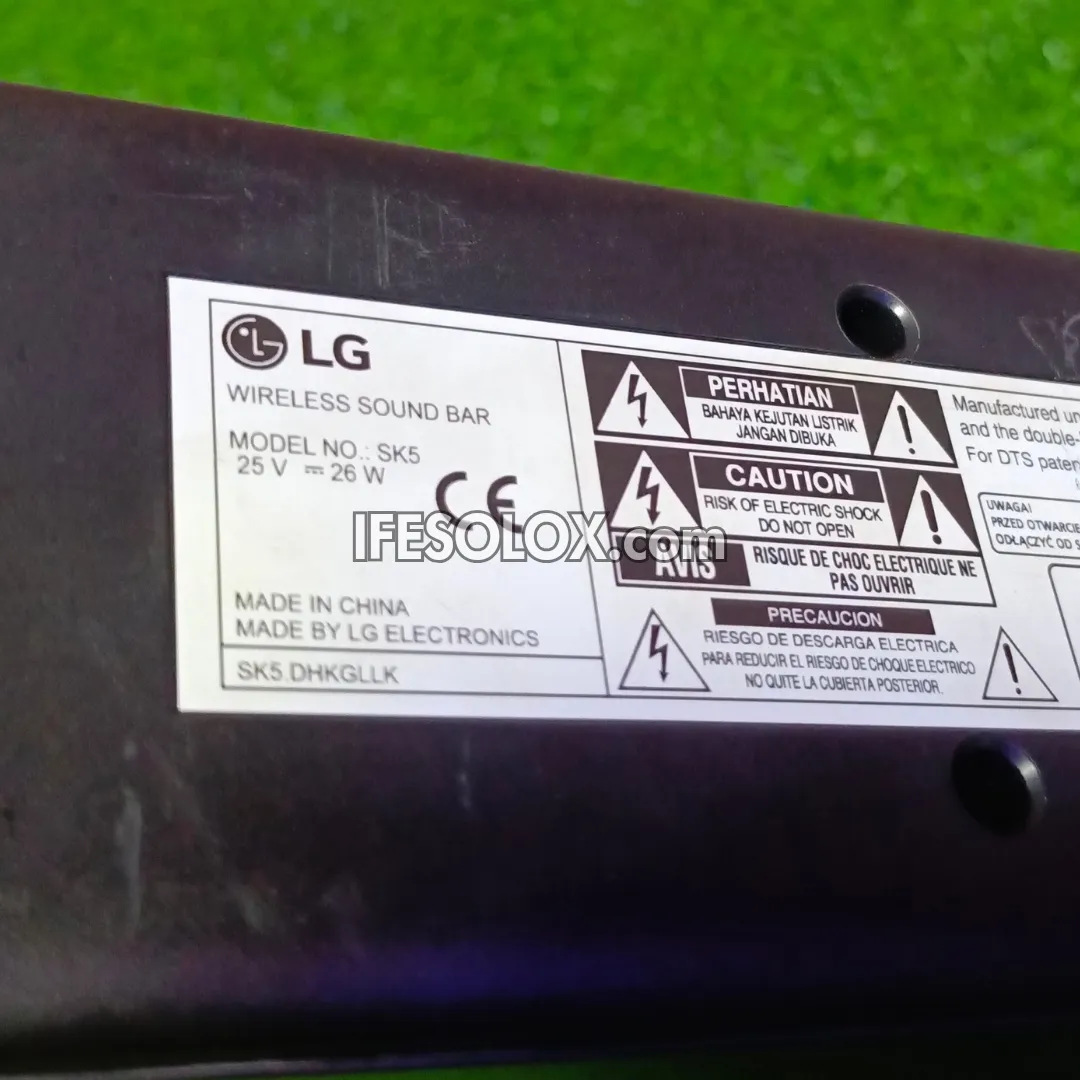 LG
WIRELESS SOUND BAR
MODEL NO.: SK5
25 V ⎓ 26 W
CE
MADE IN CHINA
MADE BY LG ELECTRONICS
SK5.DHKGLLK
PERHATIAN
BAHAYA KEJUTAN LISTRIK
JANGAN DIBUKA
CAUTION
RISK OF ELECTRIC SHOCK
DO NOT OPEN
AVIS
RISQUE DE CHOC ELECTRIQUE NE
PAS OUVRIR
PRECAUCION
RIESGO DE DESCARGA ELECTRICA
PARA REDUCIR EL RIESGO DE CHOQUE ELECTRICO
NO QUITE LA CUBIERTA POSTERIOR.
Manufactured
and the double-
For DTS
UWAGA!
PRZED
ODŁĄCZYĆ OD
IFESOLOX.com